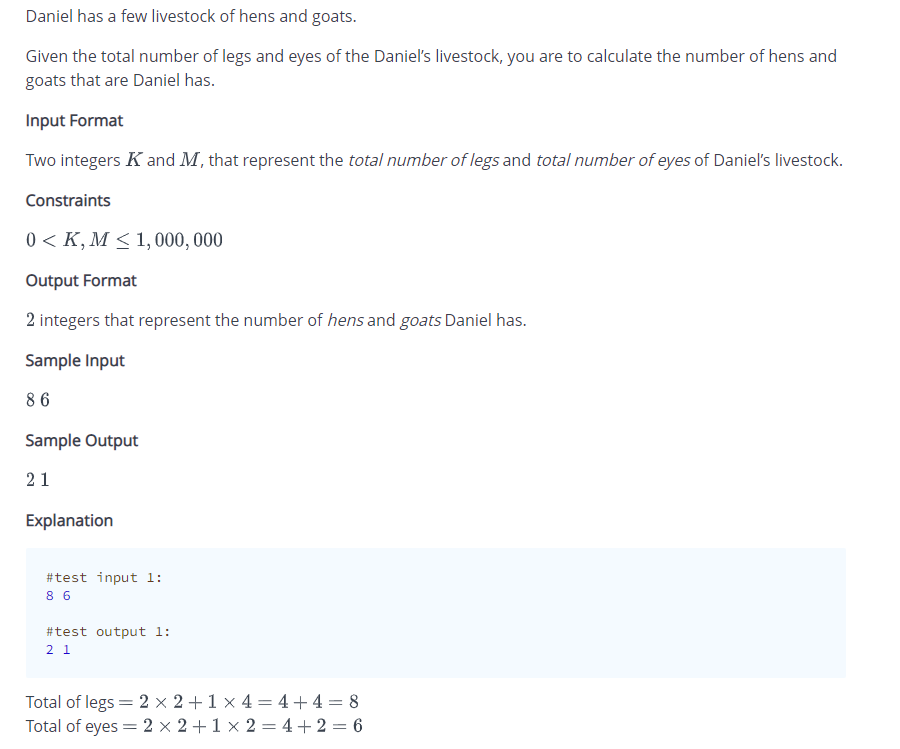 Daniel has a few livestock of hens and goats.
Given the total number of legs and eyes of the Daniel's livestock, you are to calculate the number of hens and
goats that are Daniel has.
Input Format
Two integers K and M, that represent the total number of legs and total number of eyes of Daniel's livestock.
Constraints
0 < K, M ≤ 1, 000, 000
Output Format
2 integers that represent the number of hens and goats Daniel has.
Sample Input
8 6
Sample Output
2 1
Explanation
#test input 1:
8 6
#test output 1:
2 1
Total of legs = 2 × 2 + 1 × 4 = 4 + 4 = 8
Total of eyes = 2 × 2 + 1 × 2 = 4 + 2 = 6